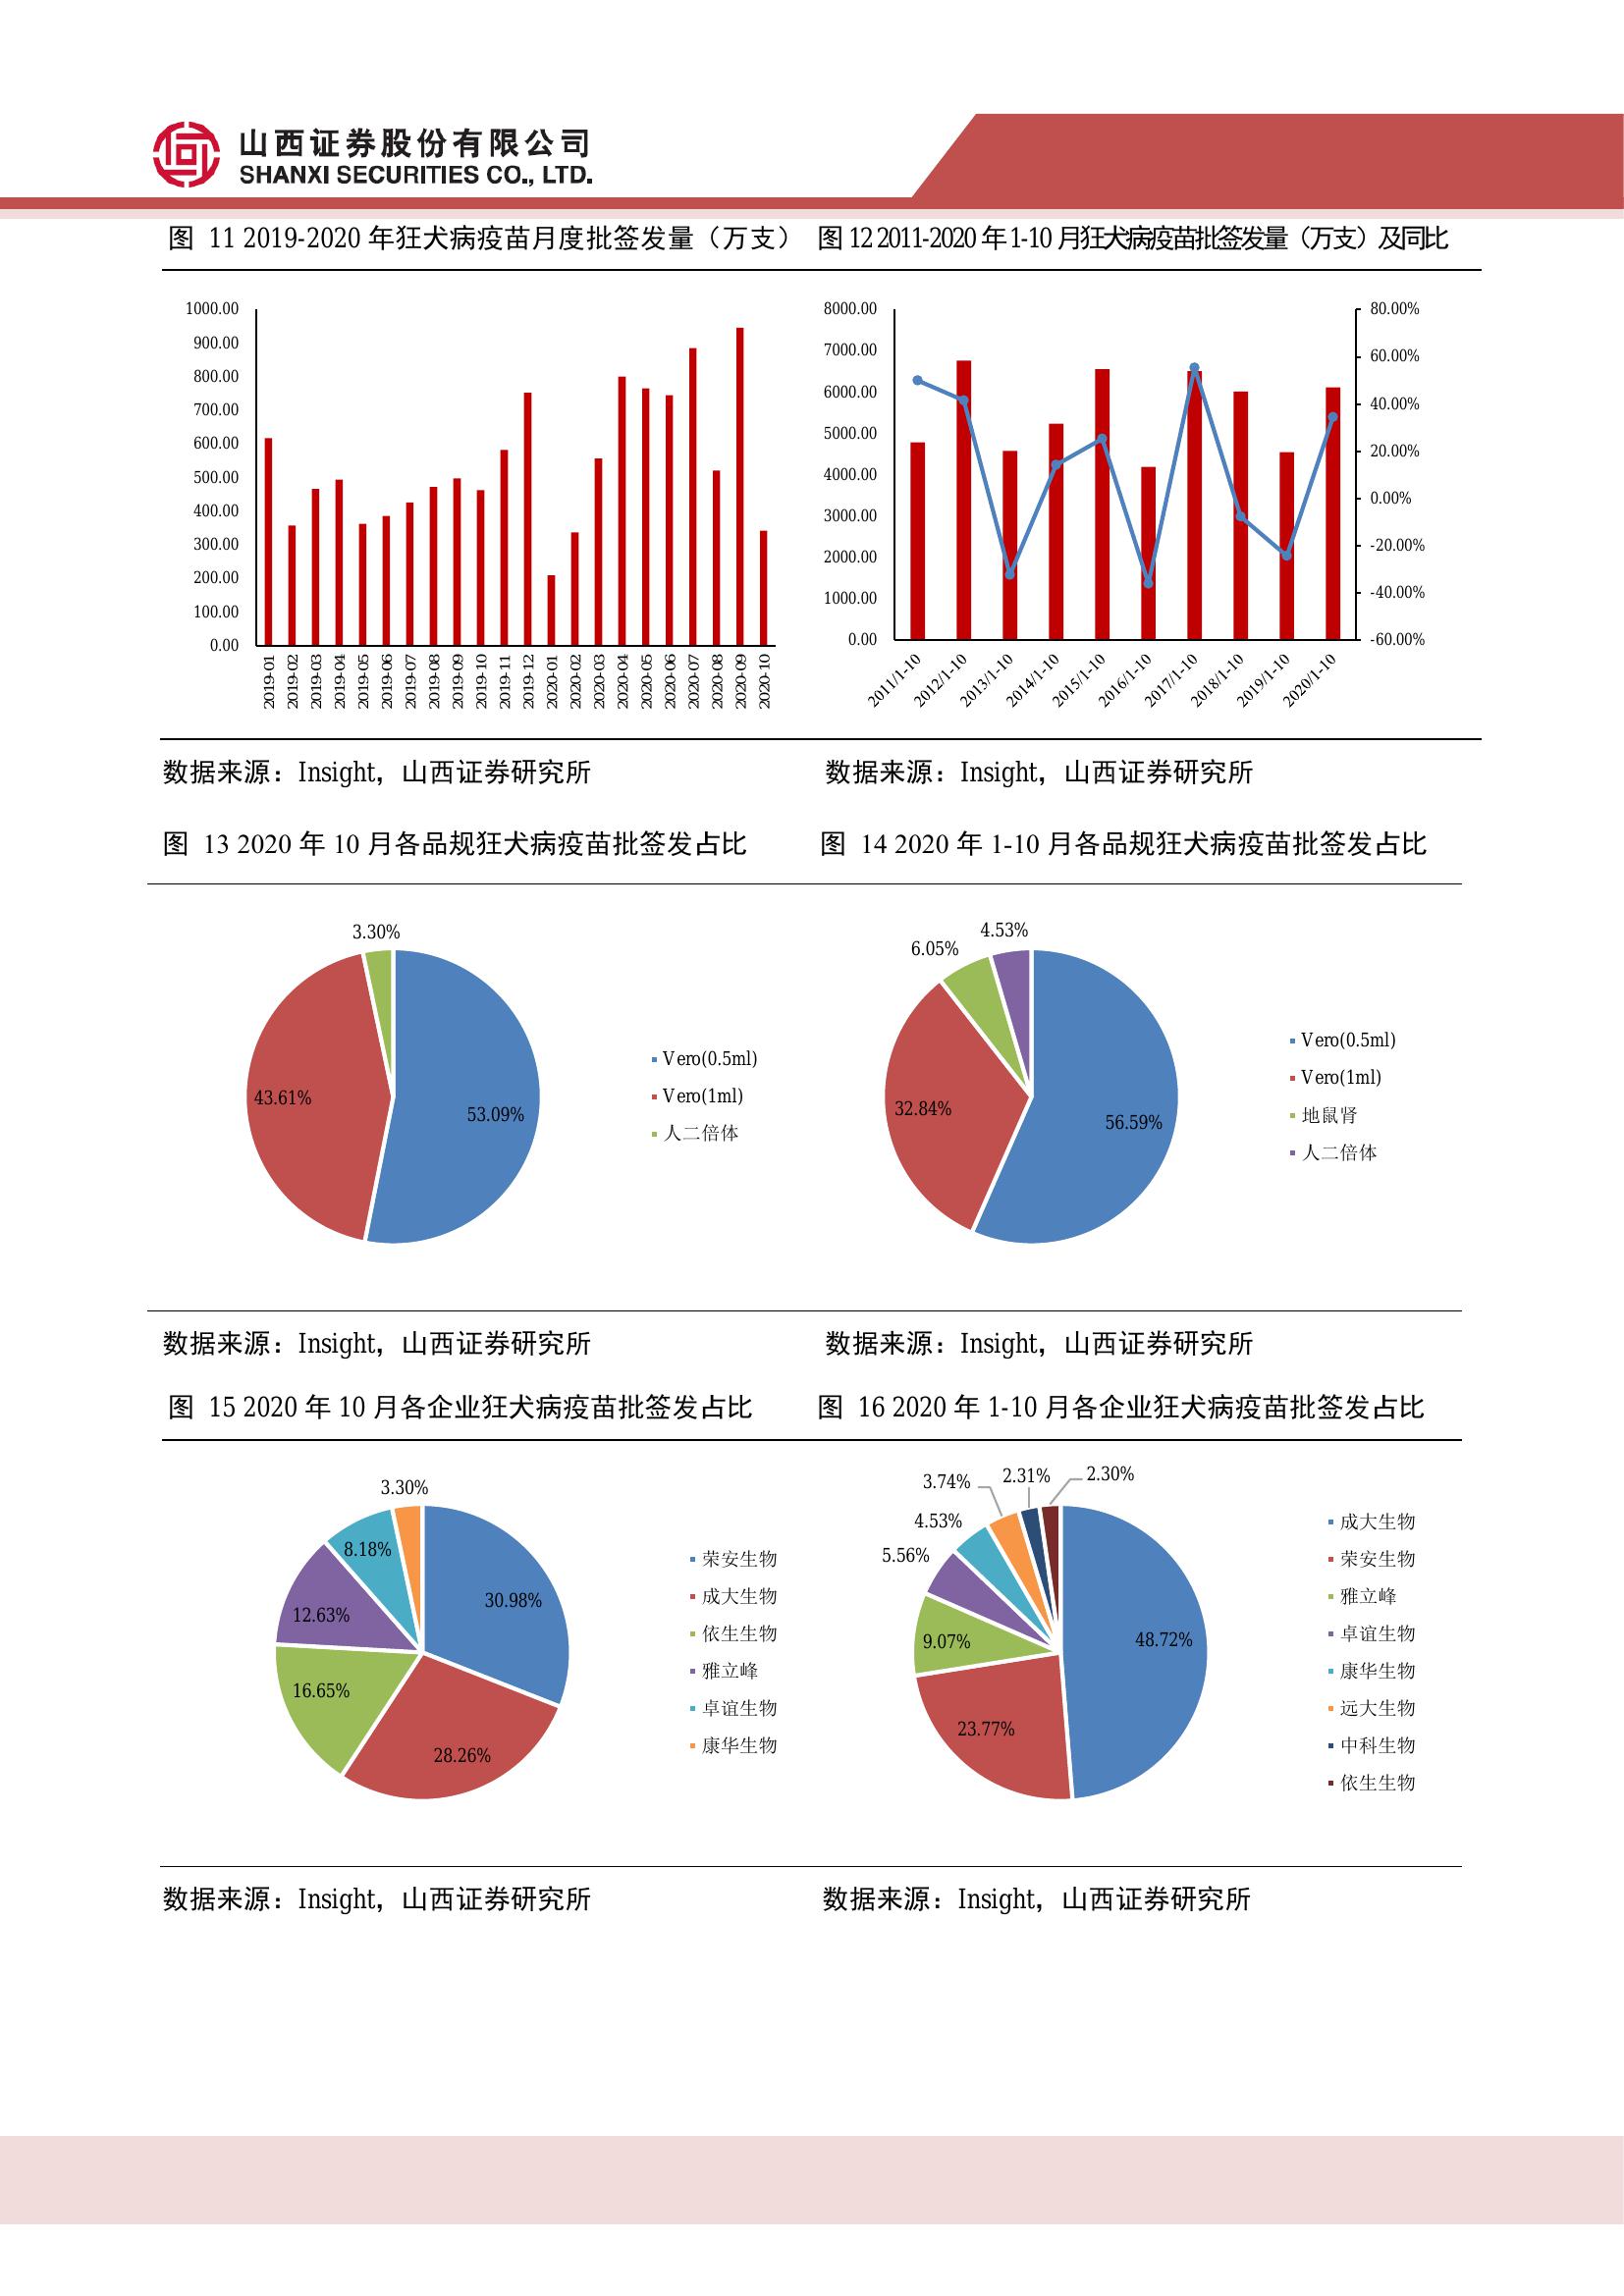 山西证券股份有限公司
SHANXI SECURITIES CO., LTD.
图 11 2019-2020 年狂犬病疫苗月度批签发量（万支）
图 12 2011-2020 年 1-10 月狂犬病疫苗批签发量（万支）及同比
1000.00
900.00
800.00
700.00
600.00
500.00
400.00
300.00
200.00
100.00
0.00
2019-01
2019-02
2019-03
2019-04
2019-05
2019-06
2019-07
2019-08
2019-09
2019-10
2019-11
2019-12
2020-01
2020-02
2020-03
2020-04
2020-05
2020-06
2020-07
2020-08
2020-09
2020-10
8000.00
7000.00
6000.00
5000.00
4000.00
3000.00
2000.00
1000.00
0.00
80.00%
60.00%
40.00%
20.00%
0.00%
-20.00%
-40.00%
-60.00%
2011/1-10
2012/1-10
2013/1-10
2014/1-10
2015/1-10
2016/1-10
2017/1-10
2018/1-10
2019/1-10
2020/1-10
数据来源：Insight，山西证券研究所
数据来源：Insight，山西证券研究所
图 13 2020 年 10 月各品规狂犬病疫苗批签发占比
图 14 2020 年 1-10 月各品规狂犬病疫苗批签发占比
3.30%
43.61%
53.09%
Vero(0.5ml)
Vero(1ml)
人二倍体
4.53%
6.05%
32.84%
56.59%
Vero(0.5ml)
Vero(1ml)
地鼠肾
人二倍体
数据来源：Insight，山西证券研究所
数据来源：Insight，山西证券研究所
图 15 2020 年 10 月各企业狂犬病疫苗批签发占比
图 16 2020 年 1-10 月各企业狂犬病疫苗批签发占比
3.30%
8.18%
30.98%
12.63%
16.65%
28.26%
荣安生物
成大生物
依生生物
雅立峰
卓谊生物
康华生物
3.74%
2.31%
2.30%
4.53%
5.56%
9.07%
48.72%
23.77%
成大生物
荣安生物
雅立峰
卓谊生物
康华生物
远大生物
中科生物
依生生物
数据来源：Insight，山西证券研究所
数据来源：Insight，山西证券研究所